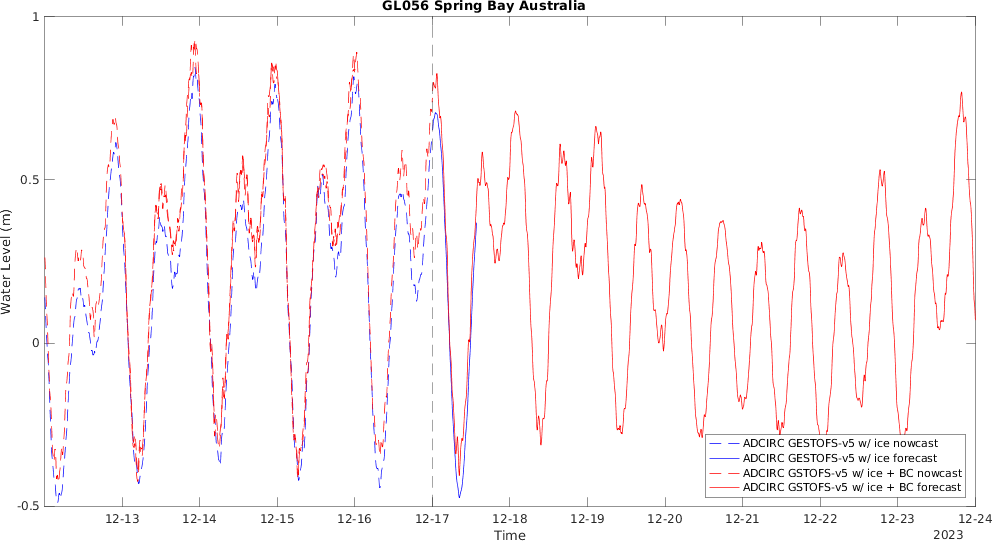 GL056 Spring Bay Australia
1
0.5
0
-0.5
Water Level (m)
12-13 12-14 12-15 12-16 12-17 12-18 12-19 12-20 12-21 12-22 12-23 12-24
Time
2023
ADCIRC GESTOFS-v5 w/ ice nowcast
ADCIRC GESTOFS-v5 w/ ice forecast
ADCIRC GSTOFS-v5 w/ ice + BC nowcast
ADCIRC GSTOFS-v5 w/ ice + BC forecast